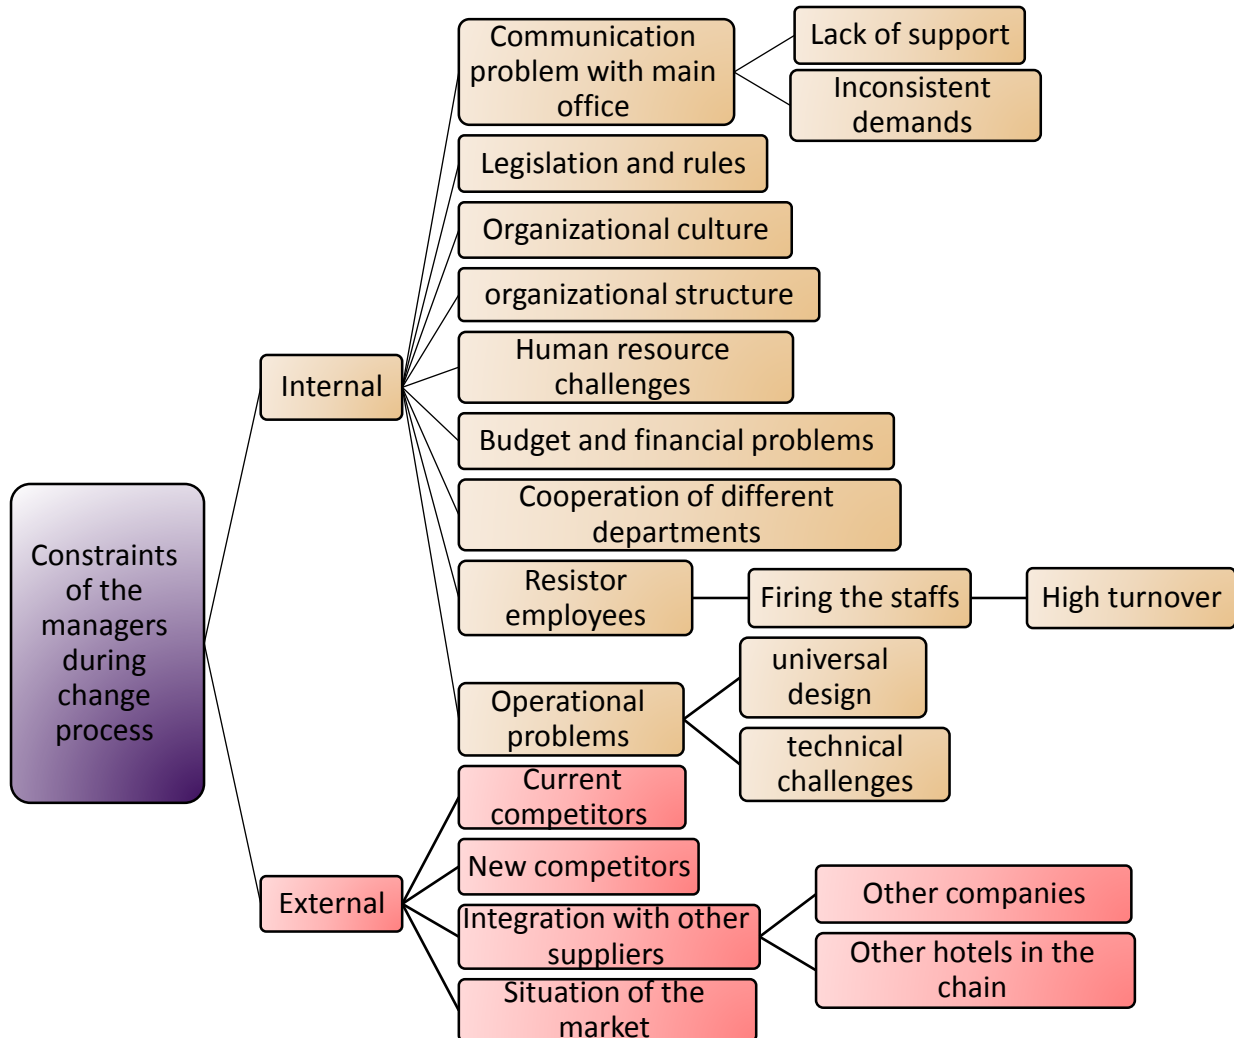 Constraints
of the
managers
during
change
process
Internal
Communication
problem with main
office
Lack of support
Inconsistent
demands
Legislation and rules
Organizational culture
organizational structure
Human resource
challenges
Budget and financial problems
Cooperation of different
departments
Resistor
employees
Firing the staffs
High turnover
Operational
problems
universal
design
technical
challenges
External
Current
competitors
New competitors
Integration with other
suppliers
Other companies
Other hotels in the
chain
Situation of the
market